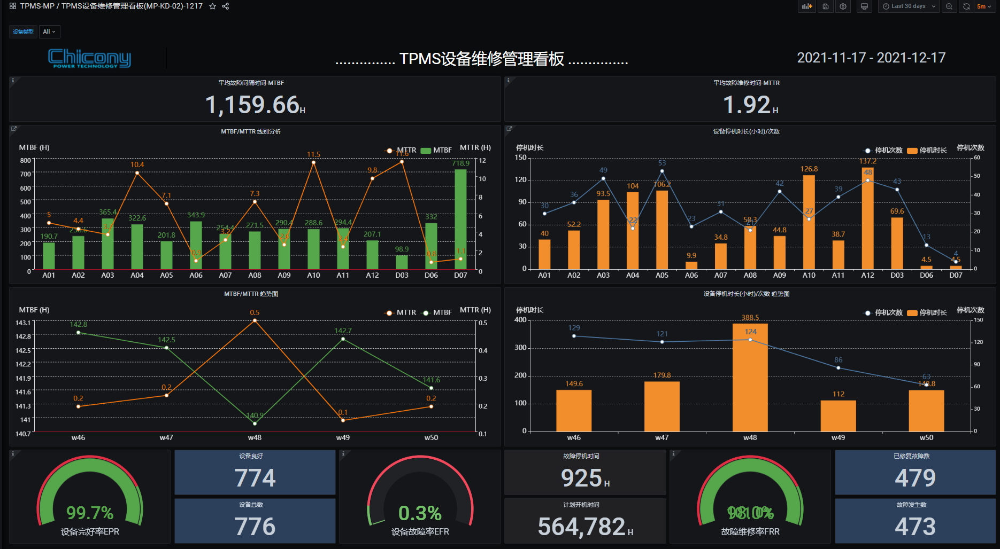 TPMS-MP / TPMS设备维修管理看板(MP-KD-02)-1217
Last 30 days
5m
设备类型
All
Chicony
POWER TECHNOLOGY
............... TPMS设备维修管理看板 ...............
2021-11-17 - 2021-12-17
平均故障间隔时间-MTBF
1,159.66 H
平均故障维修时间-MTTR
1.92 H
MTBF/MTTR 线别分析
MTBF (H)
MTTR
MTBF
MTTR (H)
800
700
600
500
400
300
200
100
0
12
10
8
6
4
2
0
5
4.4
10.4
7.1
0.9
3.2
7.3
11.5
9.8
11.6
0.8
1.1
190.7
365.4
322.6
201.8
343.9
254.4
271.5
290.4
288.6
294.4
207.1
98.9
332
718.9
A01 A02 A03 A04 A05 A06 A07 A08 A09 A10 A11 A12 D03 D06 D07
设备停机时长(小时)/次数
停机时长
停机次数
停机时长
停机次数
150
120
90
60
30
0
60
50
40
30
20
10
0
30
36
49
22
53
23
31
21
42
27
39
48
43
13
4
40
52.2
93.5
104
106.2
9.9
34.8
58.3
44.8
126.8
38.7
137.2
69.6
4.5
4.5
A01 A02 A03 A04 A05 A06 A07 A08 A09 A10 A11 A12 D03 D06 D07
MTBF/MTTR 趋势图
MTBF (H)
MTTR
MTBF
MTTR (H)
143.1
142.8
142.5
142.2
141.9
141.6
141.3
141
140.7
0.5
0.4
0.3
0.2
0.1
142.8
142.5
140.9
142.7
141.6
0.2
0.2
0.5
0.1
0.2
w46 w47 w48 w49 w50
设备停机时长(小时)/次数 趋势图
停机时长
停机次数
停机时长
停机次数
400
300
200
100
0
150
120
90
60
30
0
129
121
124
86
63
149.6
179.8
388.5
112
148.8
w46 w47 w48 w49 w50
99.7%
设备完好率EPR
设备良好
774
设备总数
776
0.3%
设备故障率EFR
故障停机时间
925 H
计划开机时间
564,782 H
故障维修率FRR
已修复故障数
479
故障发生数
473